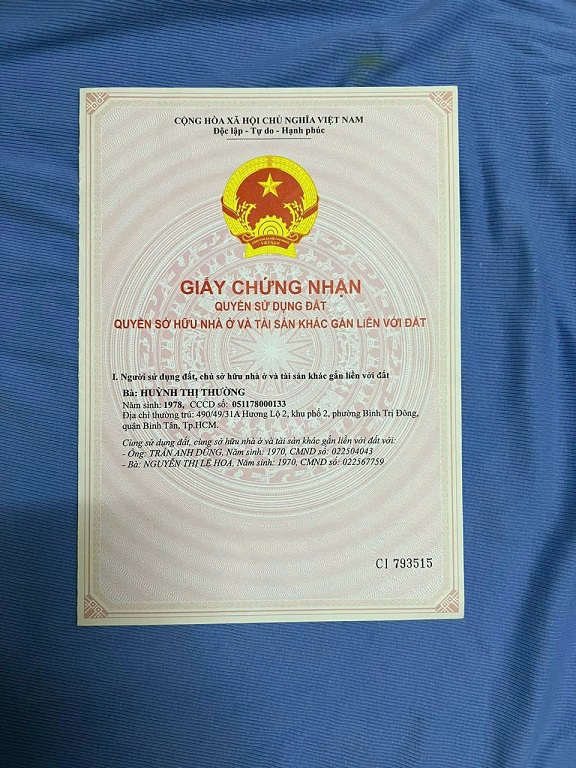 CỘNG HÒA XÃ HỘI CHỦ NGHĨA VIỆT NAM
Độc lập - Tự do - Hạnh phúc
VIỆT NAM
GIẤY CHỨNG NHẬN
QUYỀN SỬ DỤNG ĐẤT
QUYỀN SỞ HỮU NHÀ Ở VÀ TÀI SẢN KHÁC GẮN LIỀN VỚI ĐẤT
I. Người sử dụng đất, chủ sở hữu nhà ở và tài sản khác gắn liền với đất
Bà: HUỲNH THỊ THƯỜNG
Năm sinh: 1978, CCCD số: 051178000133
Địa chỉ thường trú: 490/49/31A Hương Lộ 2, khu phố 2, phường Bình Trị Đông,
quận Bình Tân, Tp.HCM.
Cùng sử dụng đất, cùng sở hữu nhà ở và tài sản khác gắn liền với đất với:
- Ông: TRẦN ANH DŨNG, Năm sinh: 1970, CMND số: 022504043
- Bà: NGUYỄN THỊ LỆ HOA, Năm sinh: 1970, CMND số: 022567759
CI 793515